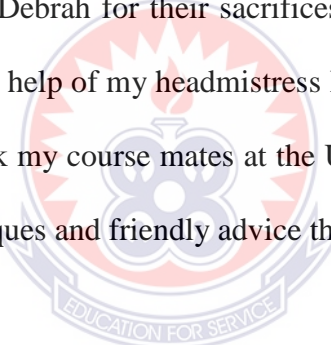 Debrah for their sacrifices
help of my headmistress
k my course mates at the U
ques and friendly advice th
EDUCATION FOR SERVICE